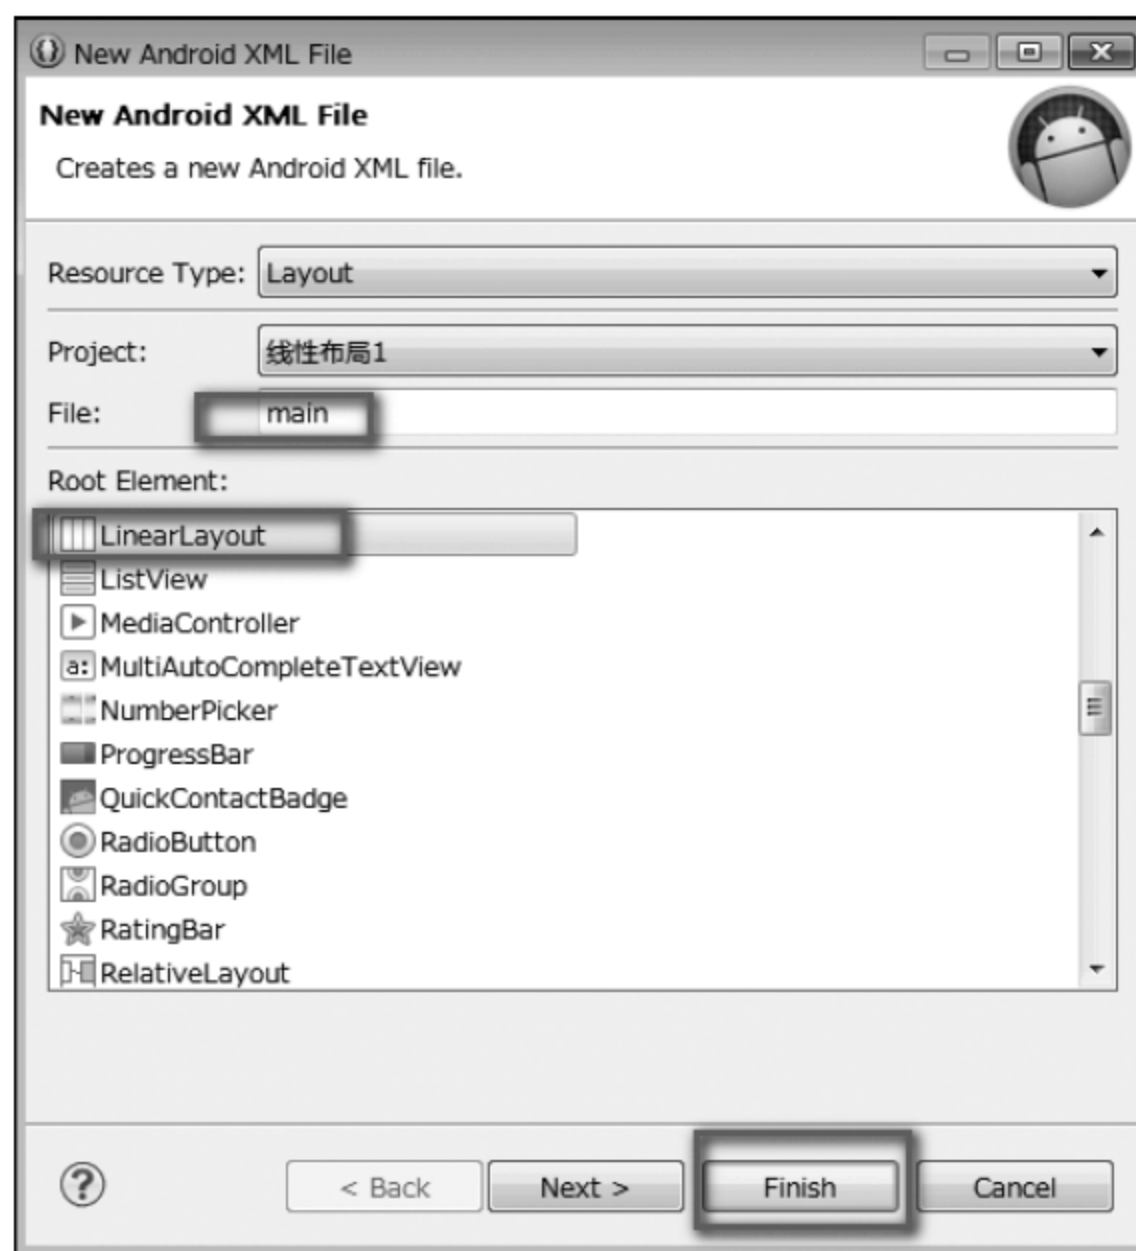 New Android XML File
New Android XML File
Creates a new Android XML file.
Resource Type: Layout
Project: 线性布局1
File: main
Root Element:
LinearLayout
ListView
MediaController
a: MultiAutoCompleteTextView
NumberPicker
ProgressBar
QuickContactBadge
RadioButton
RadioGroup
RatingBar
RelativeLayout
? < Back Next > Finish Cancel